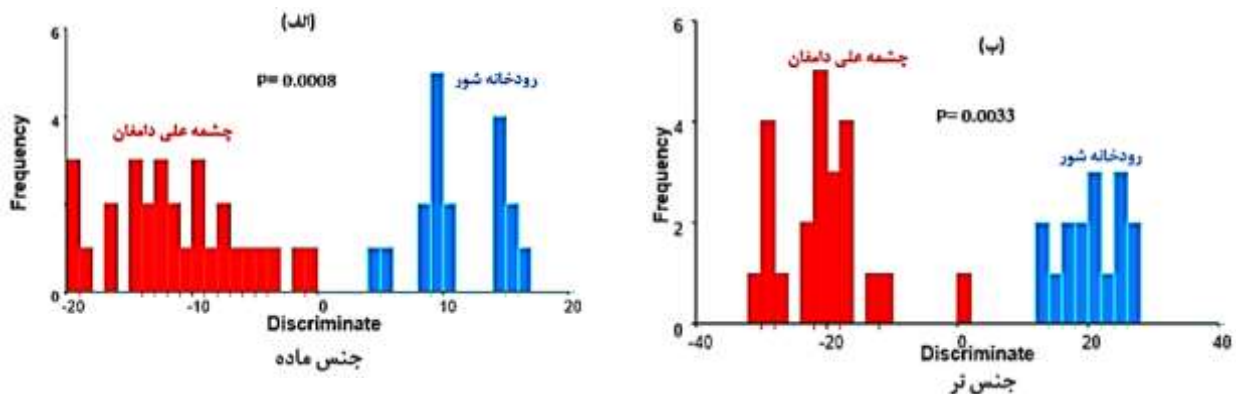 (الف)
P= 0.0008
رودخانه شور
چشمه علی دامغان
Frequency
6
4
2
0
-20
-10
0
10
20
Discriminate
جنس ماده
(ب)
چشمه علی دامغان
P= 0.0033
رودخانه شور
Frequency
6
4
2
0
-40
-20
0
20
40
Discriminate
جنس نر